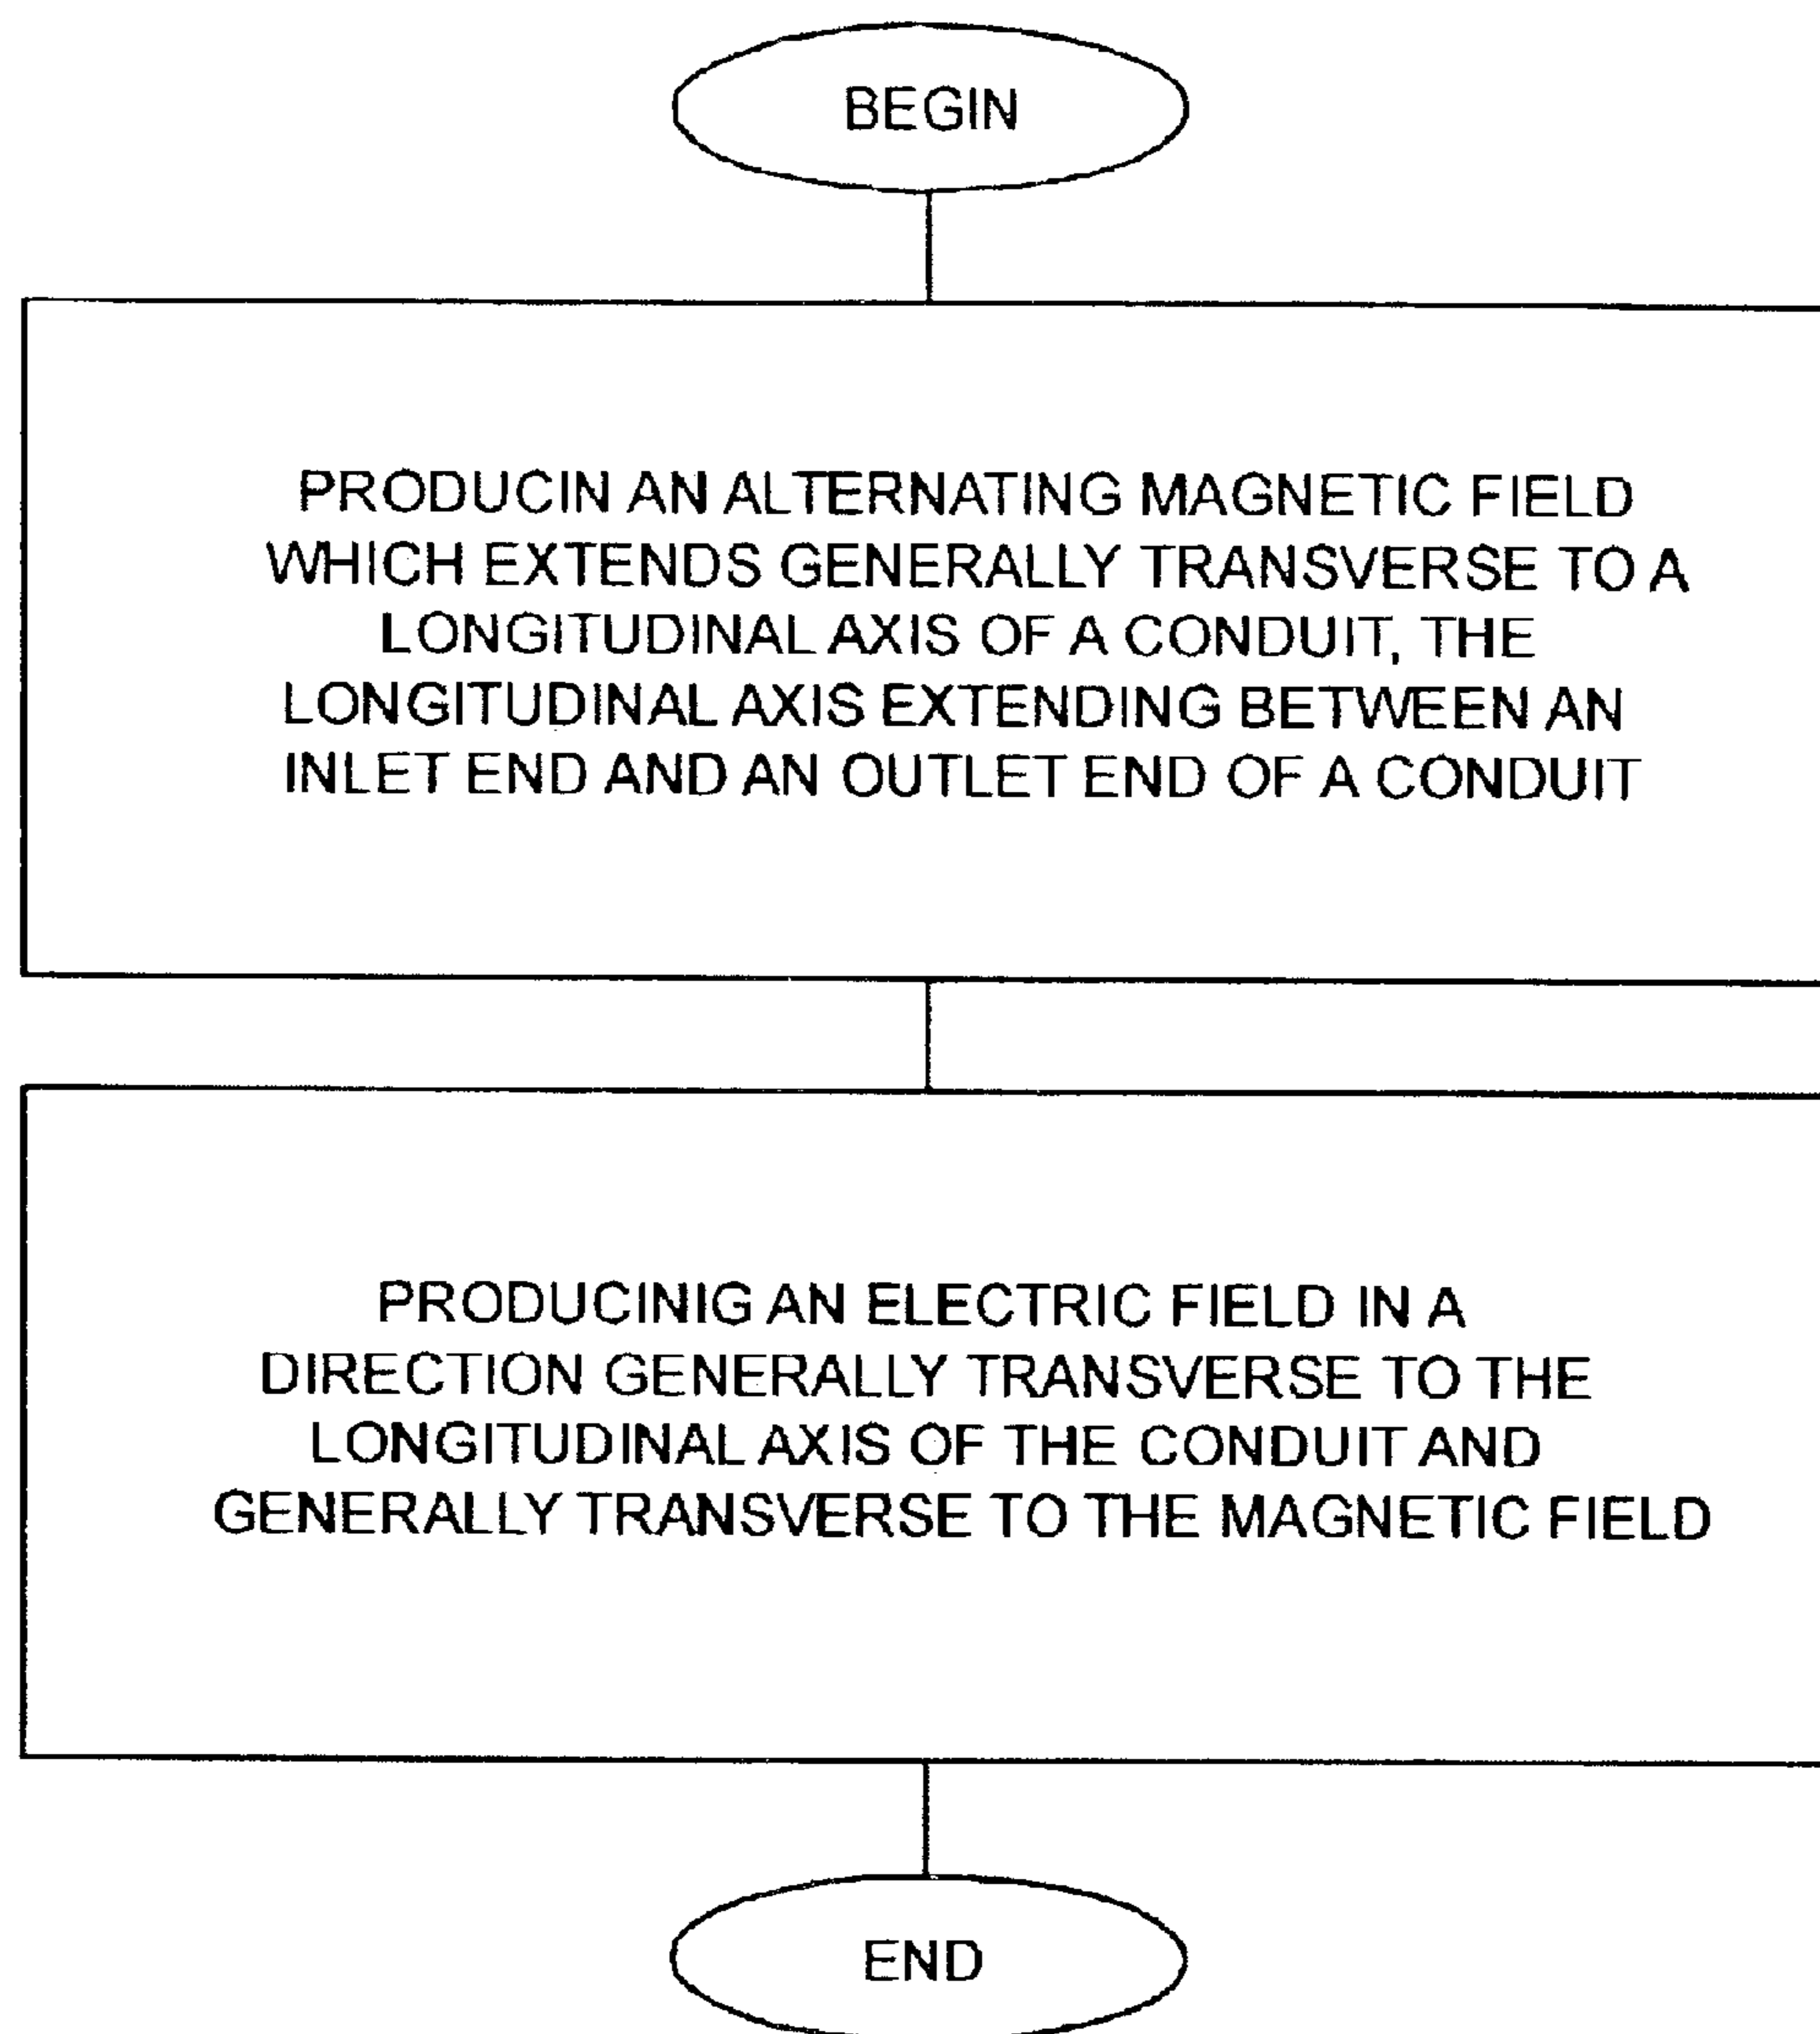 BEGIN
PRODUCIN AN ALTERNATING MAGNETIC FIELD
WHICH EXTENDS GENERALLY TRANSVERSE TO A
LONGITUDINAL AXIS OF A CONDUIT, THE
LONGITUDINAL AXIS EXTENDING BETWEEN AN
INLET END AND AN OUTLET END OF A CONDUIT
PRODUCINIG AN ELECTRIC FIELD IN A
DIRECTION GENERALLY TRANSVERSE TO THE
LONGITUDINAL AXIS OF THE CONDUIT AND
GENERALLY TRANSVERSE TO THE MAGNETIC FIELD
END